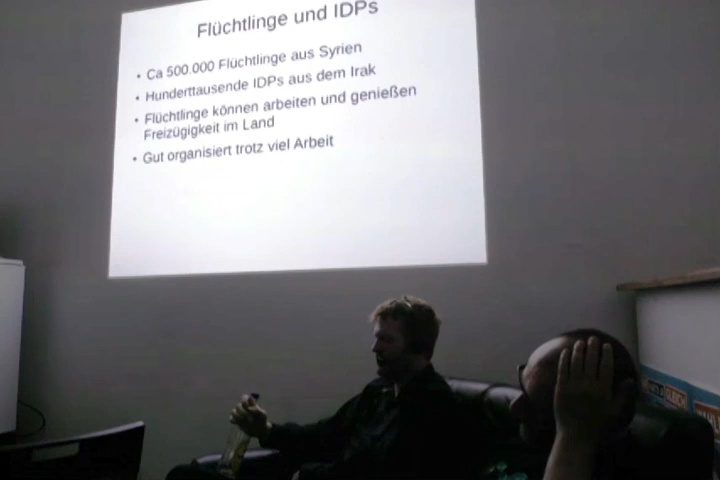 Flüchtlinge und IDPs
• Ca 500.000 Flüchtlinge aus Syrien
• Hunderttausende IDPs aus dem Irak
• Flüchtlinge können arbeiten und genießen
Freizügigkeit im Land
• Gut organisiert trotz viel Arbeit